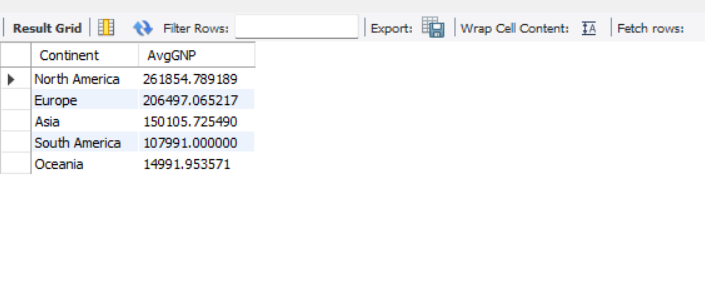 Result Grid Filter Rows: Export: Wrap Cell Content: Fetch rows:
Continent AvgGNP
North America 261854.789189
Europe 206497.065217
Asia 150105.725490
South America 107991.000000
Oceania 14991.953571